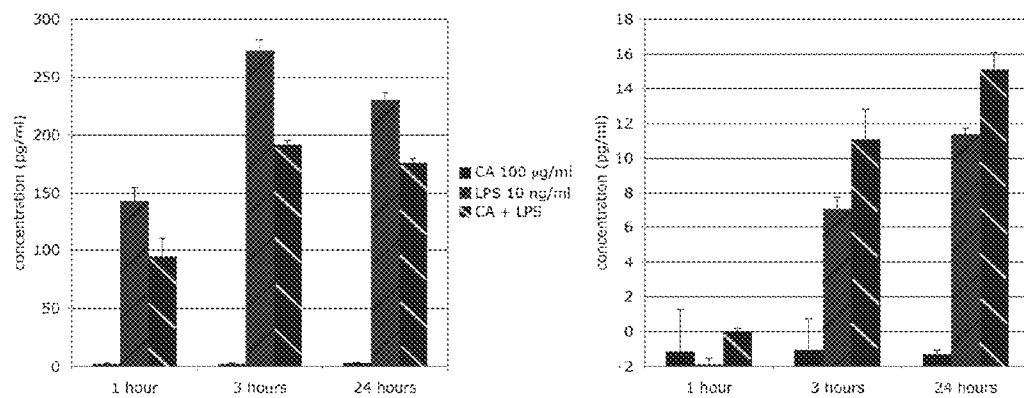 300
250
200
150
100
50
0
concentration (pg/ml)
1 hour
3 hours
24 hours
CA 100 µg/ml
LPS 10 ng/ml
CA + LPS
18
16
14
12
10
8
6
4
2
0
-2
concentration (pg/ml)
1 hour
3 hours
24 hours